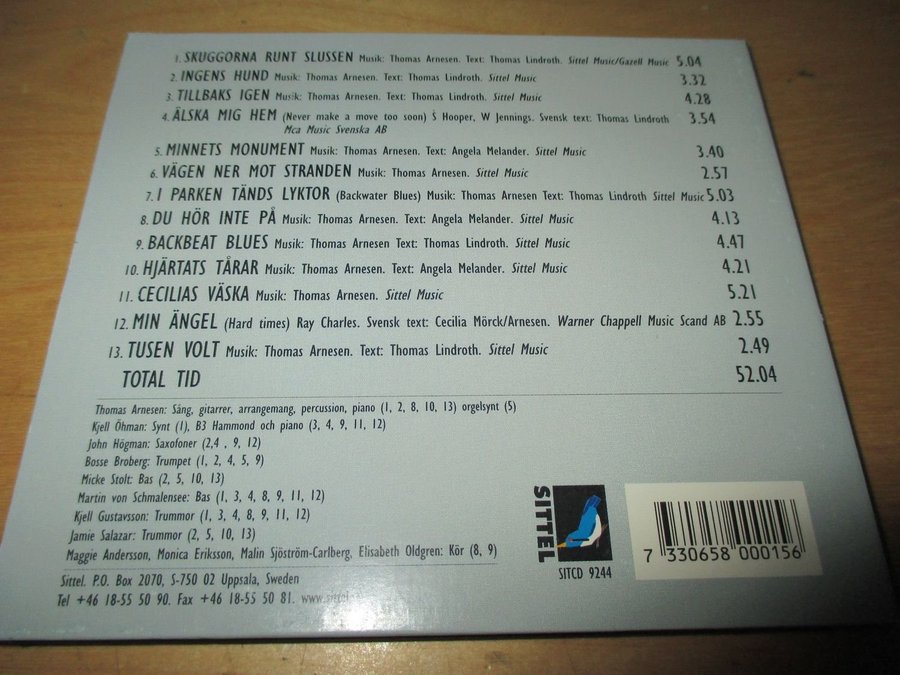 1. SKUGGORNA RUNT SLUSSEN Musik: Thomas Arnesen. Text: Thomas Lindroth. Sittel Music/Gazell Music 5.04
2. INGENS HUND Musik: Thomas Arnesen. Text: Thomas Lindroth. Sittel Music 3.32
3. TILLBAKS IGEN Musik: Thomas Arnesen. Text: Thomas Lindroth. Sittel Music 4.28
4. ÄLSKA MIG HEM (Never make a move too soon) S Hooper, W Jennings. Svensk text: Thomas Lindroth 3.54
Mca Music Svenska AB
5. MINNETS MONUMENT Musik: Thomas Arnesen. Text: Angela Melander. Sittel Music 3.40
6. VÄGEN NER MOT STRANDEN Musik: Thomas Arnesen. Sittel Music 2.57
7. I PARKEN TÄNDS LYKTOR (Backwater Blues) Musik: Thomas Arnesen Text: Thomas Lindroth Sittel Music 5.03
8. DU HÖR INTE PÅ Musik: Thomas Arnesen. Text: Angela Melander. Sittel Music 4.13
9. BACKBEAT BLUES Musik: Thomas Arnesen Text: Thomas Lindroth. Sittel Music 4.47
10. HJÄRTATS TÅRAR Musik: Thomas Arnesen. Text: Angela Melander. Sittel Music 4.21
11. CECILIAS VÄSKA Musik: Thomas Arnesen. Sittel Music 5.21
12. MIN ÄNGEL (Hard times) Ray Charles. Svensk text: Cecilia Mörck/Arnesen. Warner Chappell Music Scand AB 2.55
13. TUSEN VOLT Musik: Thomas Arnesen. Text: Thomas Lindroth. Sittel Music 2.49
TOTAL TID 52.04
Thomas Arnesen: Sång, gitarrer, arrangemang, percussion, piano (1, 2, 8, 10, 13) orgelsynt (5)
Kjell Öhman: Synt (1), B3 Hammond och piano (3, 4, 9, 11, 12)
John Högman: Saxofoner (2,4 , 9, 12)
Bosse Broberg: Trumpet (1, 2, 4, 5, 9)
Micke Stolt: Bas (2, 5, 10, 13)
Martin von Schmalensee: Bas (1, 3, 4, 8, 9, 11, 12)
Kjell Gustavsson: Trummor (1, 3, 4, 8, 9, 11, 12)
Jamie Salazar: Trummor (2, 5, 10, 13)
Maggie Andersson, Monica Eriksson, Malin Sjöström-Carlberg, Elisabeth Oldgren: Kör (8, 9)
Sittel. P.O. Box 2070, S-750 02 Uppsala, Sweden
Tel +46 18-55 50 90. Fax +46 18-55 50 81. www.sittel
SITTEL
SITCD 9244
7 330658 000156